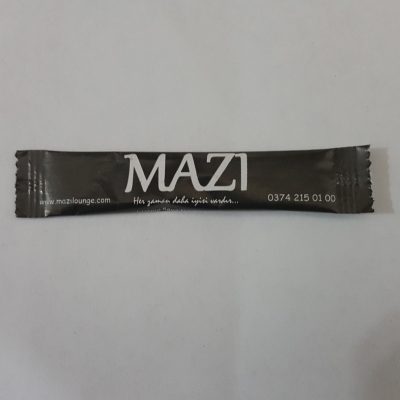 MAZI
www.mazilounge.com
Her zaman daha iyisi vardır...
0374 215 01 00